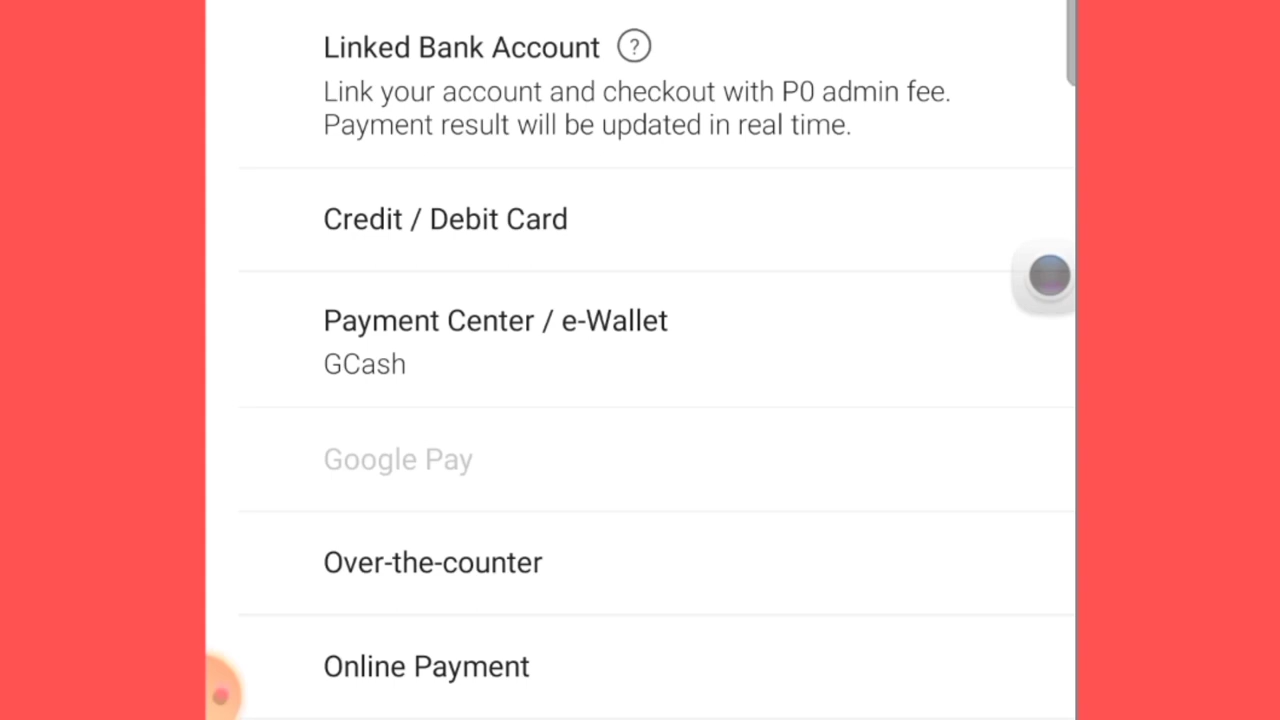 Linked Bank Account ?
Link your account and checkout with P0 admin fee.
Payment result will be updated in real time.
Credit / Debit Card
Payment Center / e-Wallet
GCash
Google Pay
Over-the-counter
Online Payment